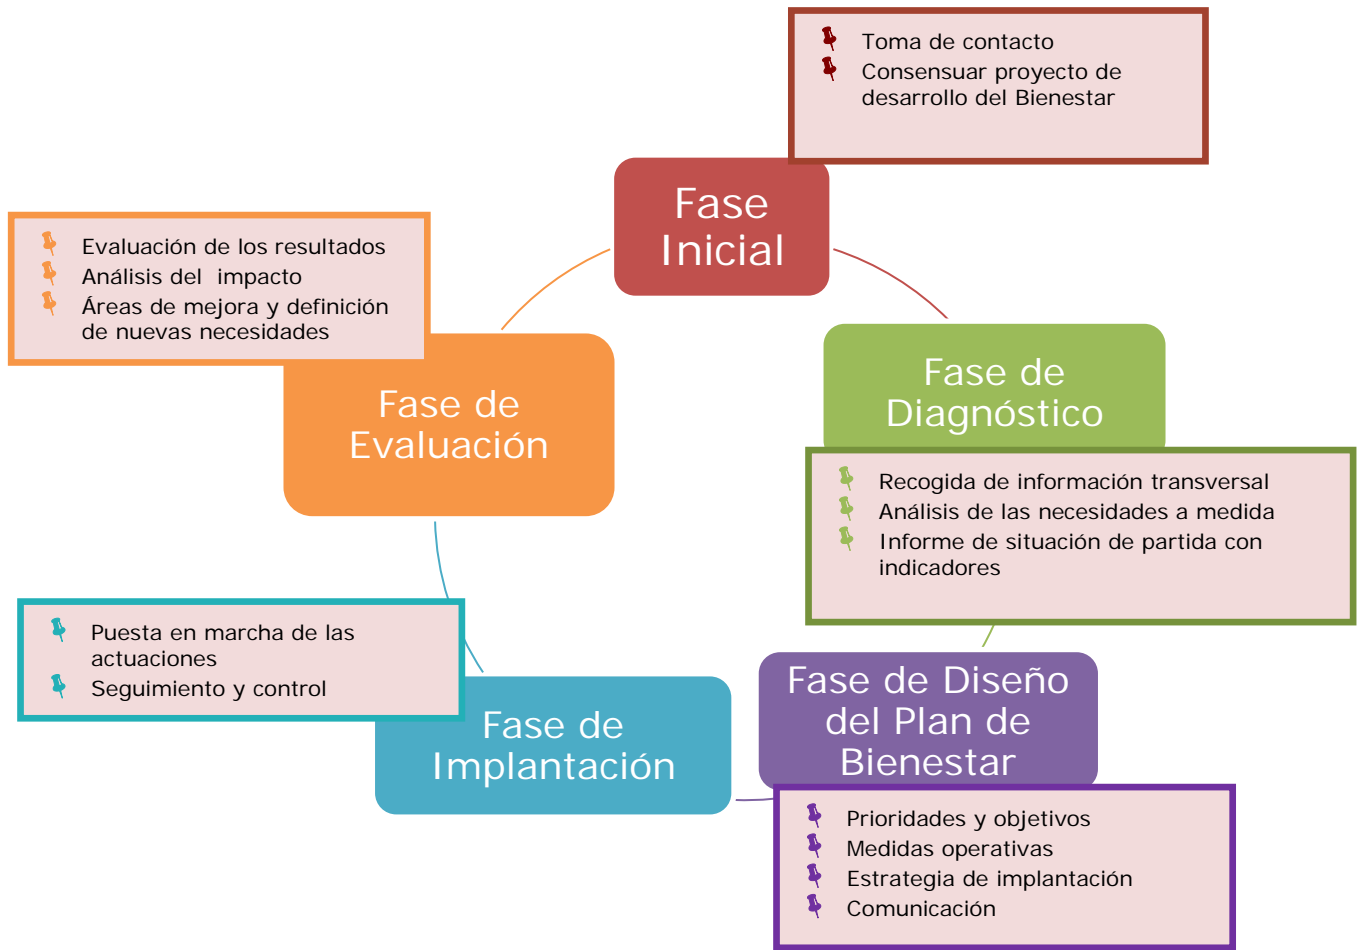 Toma de contacto
Consensuar proyecto de
desarrollo del Bienestar
Fase
Inicial
Evaluación de los resultados
Análisis del  impacto
Áreas de mejora y definición
de nuevas necesidades
Fase de
Evaluación
Fase de
Diagnóstico
Recogida de información transversal
Análisis de las necesidades a medida
Informe de situación de partida con
indicadores
Puesta en marcha de las
actuaciones
Seguimiento y control
Fase de
Implantación
Fase de Diseño
del Plan de
Bienestar
Prioridades y objetivos
Medidas operativas
Estrategia de implantación
Comunicación